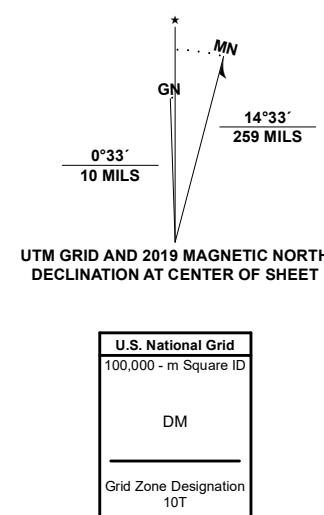 ★
MN
GN
14°33´
259 MILS
0°33´
10 MILS
UTM GRID AND 2019 MAGNETIC NORTH
DECLINATION AT CENTER OF SHEET
U.S. National Grid
100,000 - m Square ID
DM
Grid Zone Designation
10T